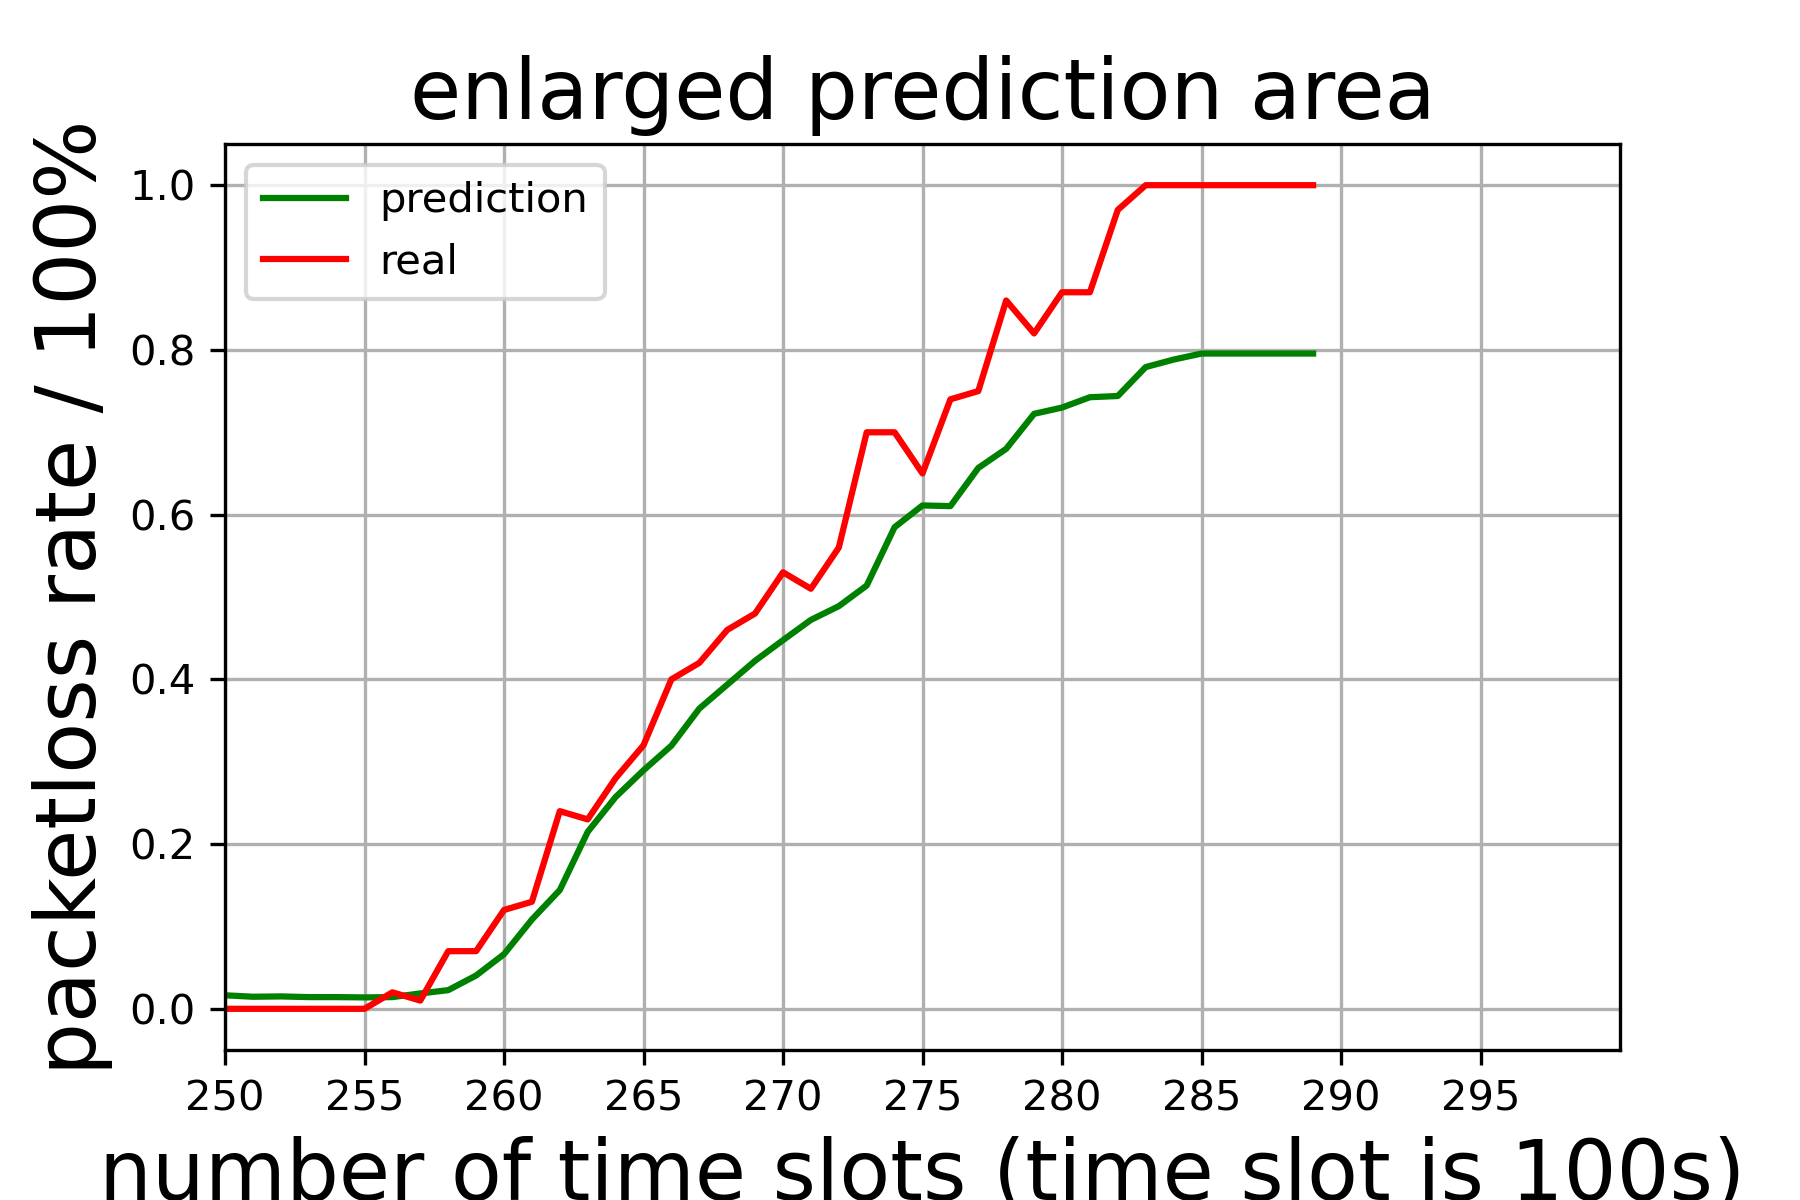 enlarged prediction area
packetloss rate / 100%
prediction
real
1.0
0.8
0.6
0.4
0.2
0.0
250 255 260 265 270 275 280 285 290 295
number of time slots (time slot is 100s)